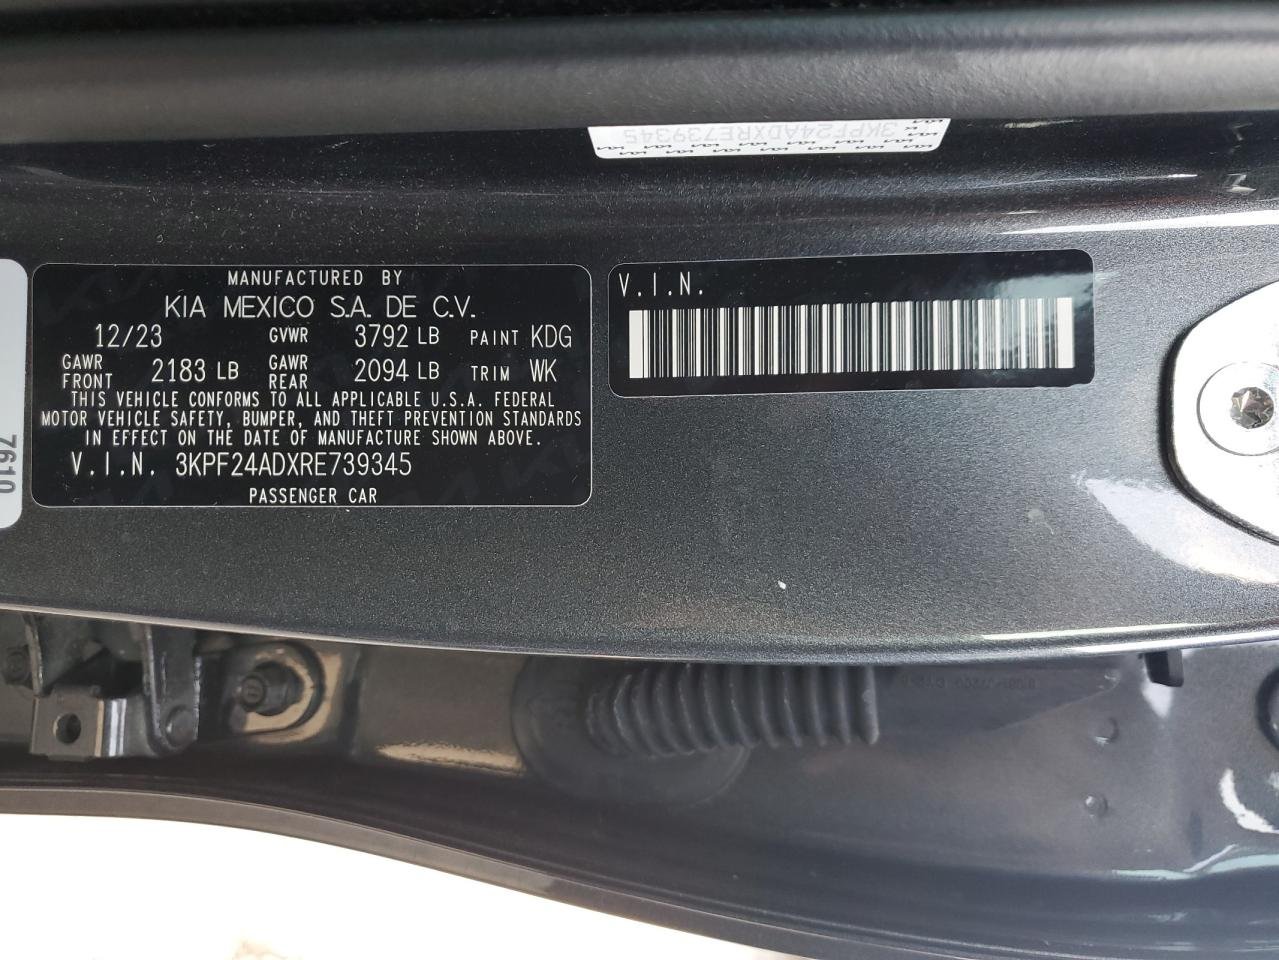 3KPF24ADXRE739345
MANUFACTURED BY
KIA MEXICO S.A. DE C.V.
12/23 GVWR 3792 LB PAINT KDG
GAWR FRONT 2183 LB GAWR REAR 2094 LB TRIM WK
THIS VEHICLE CONFORMS TO ALL APPLICABLE U.S.A. FEDERAL
MOTOR VEHICLE SAFETY, BUMPER, AND THEFT PREVENTION STANDARDS
IN EFFECT ON THE DATE OF MANUFACTURE SHOWN ABOVE.
V.I.N. 3KPF24ADXRE739345
PASSENGER CAR
V.I.N.
7610